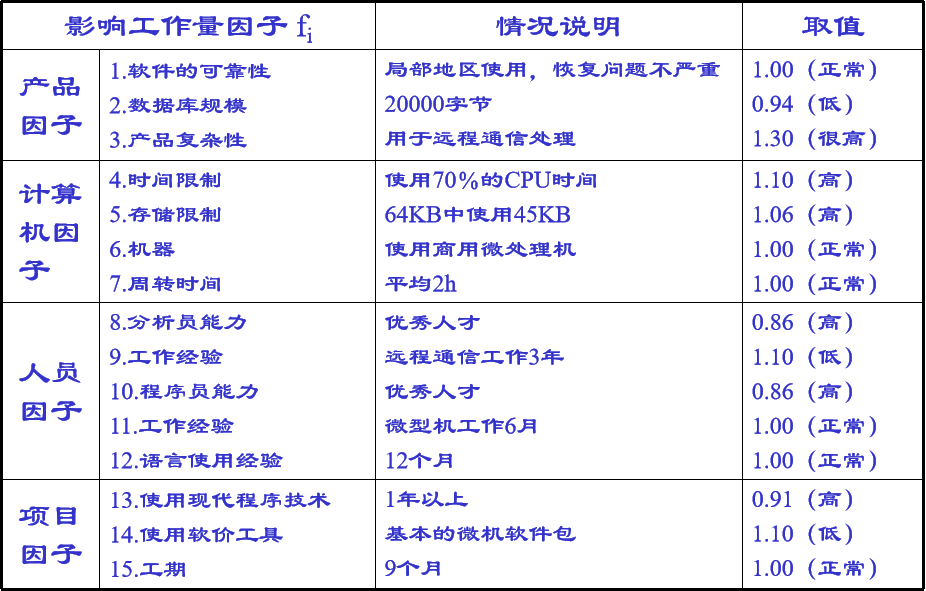 影响工作量因子 fi 情况说明 取值
产品因子
1.软件的可靠性 局部地区使用，恢复问题不严重 1.00（正常）
2.数据库规模 20000字节 0.94（低）
3.产品复杂性 用于远程通信处理 1.30（很高）
计算机因子
4.时间限制 使用70%的CPU时间 1.10（高）
5.存储限制 64KB中使用45KB 1.06（高）
6.机器 使用商用微处理机 1.00（正常）
7.周转时间 平均2h 1.00（正常）
人员因子
8.分析员能力 优秀人才 0.86（高）
9.工作经验 远程通信工作3年 1.10（低）
10.程序员能力 优秀人才 0.86（高）
11.工作经验 微型机工作6月 1.00（正常）
12.语言使用经验 12个月 1.00（正常）
项目因子
13.使用现代程序技术 1年以上 0.91（高）
14.使用软价工具 基本的微机软件包 1.10（低）
15.工期 9个月 1.00（正常）